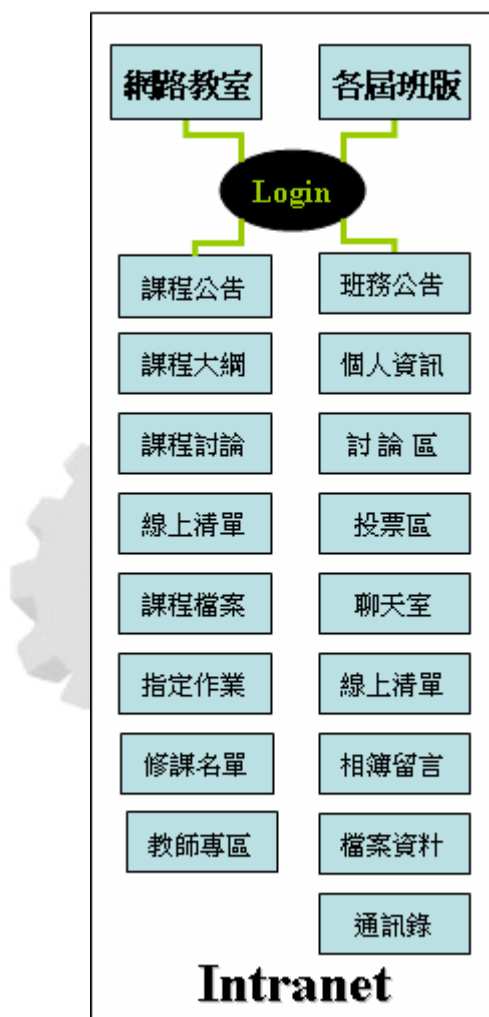 網路教室
各屆班版
Login
課程公告
班務公告
課程大綱
個人資訊
課程討論
討論區
線上清單
投票區
課程檔案
聊天室
指定作業
線上清單
修課名單
相簿留言
教師專區
檔案資料
通訊錄
Intranet